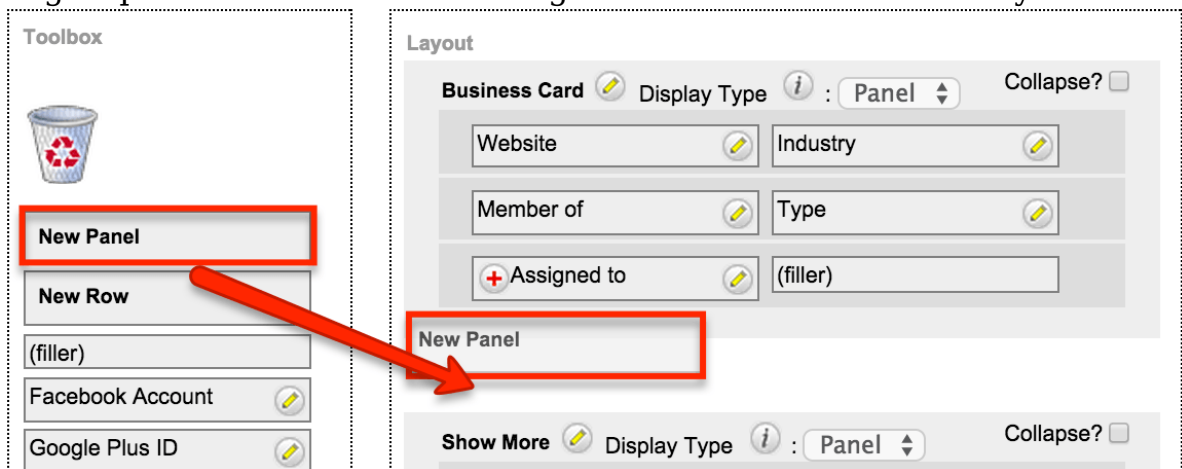 Toolbox
New Panel
New Row
(filler)
Facebook Account
Google Plus ID
Layout
Business Card Display Type i : Panel Collapse?
Website Industry
Member of Type
Assigned to (filler)
New Panel
Show More Display Type i : Panel Collapse?